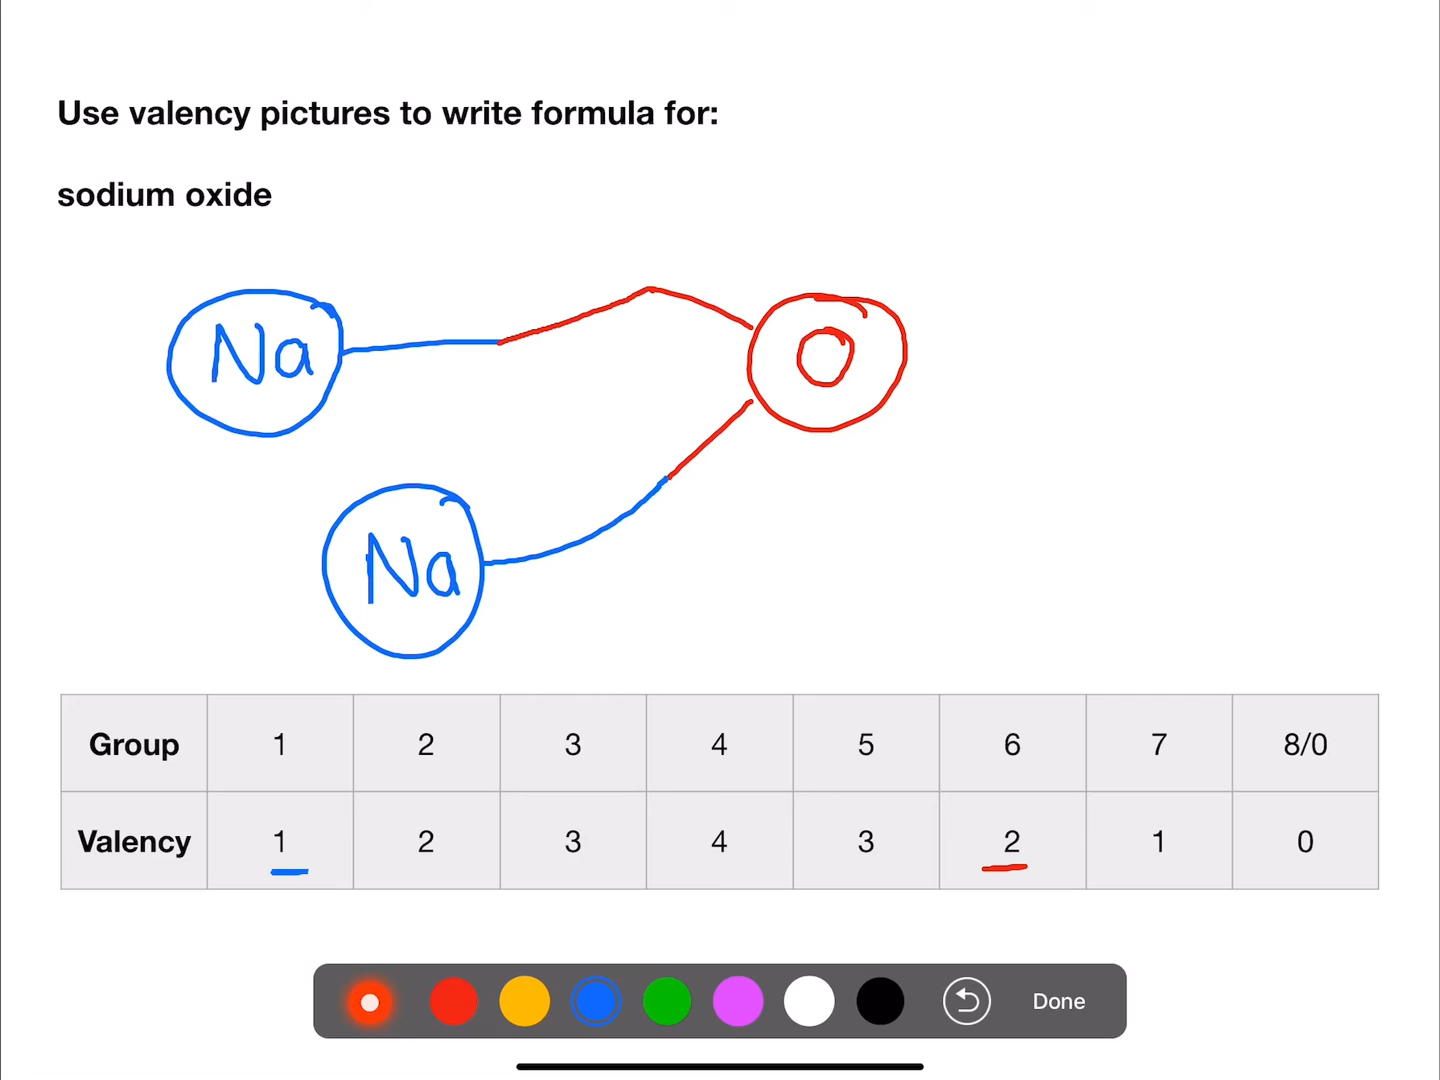 Use valency pictures to write formula for:
sodium oxide
Na
O
Na
Group 1 2 3 4 5 6 7 8/0
Valency 1 2 3 4 3 2 1 0
Done